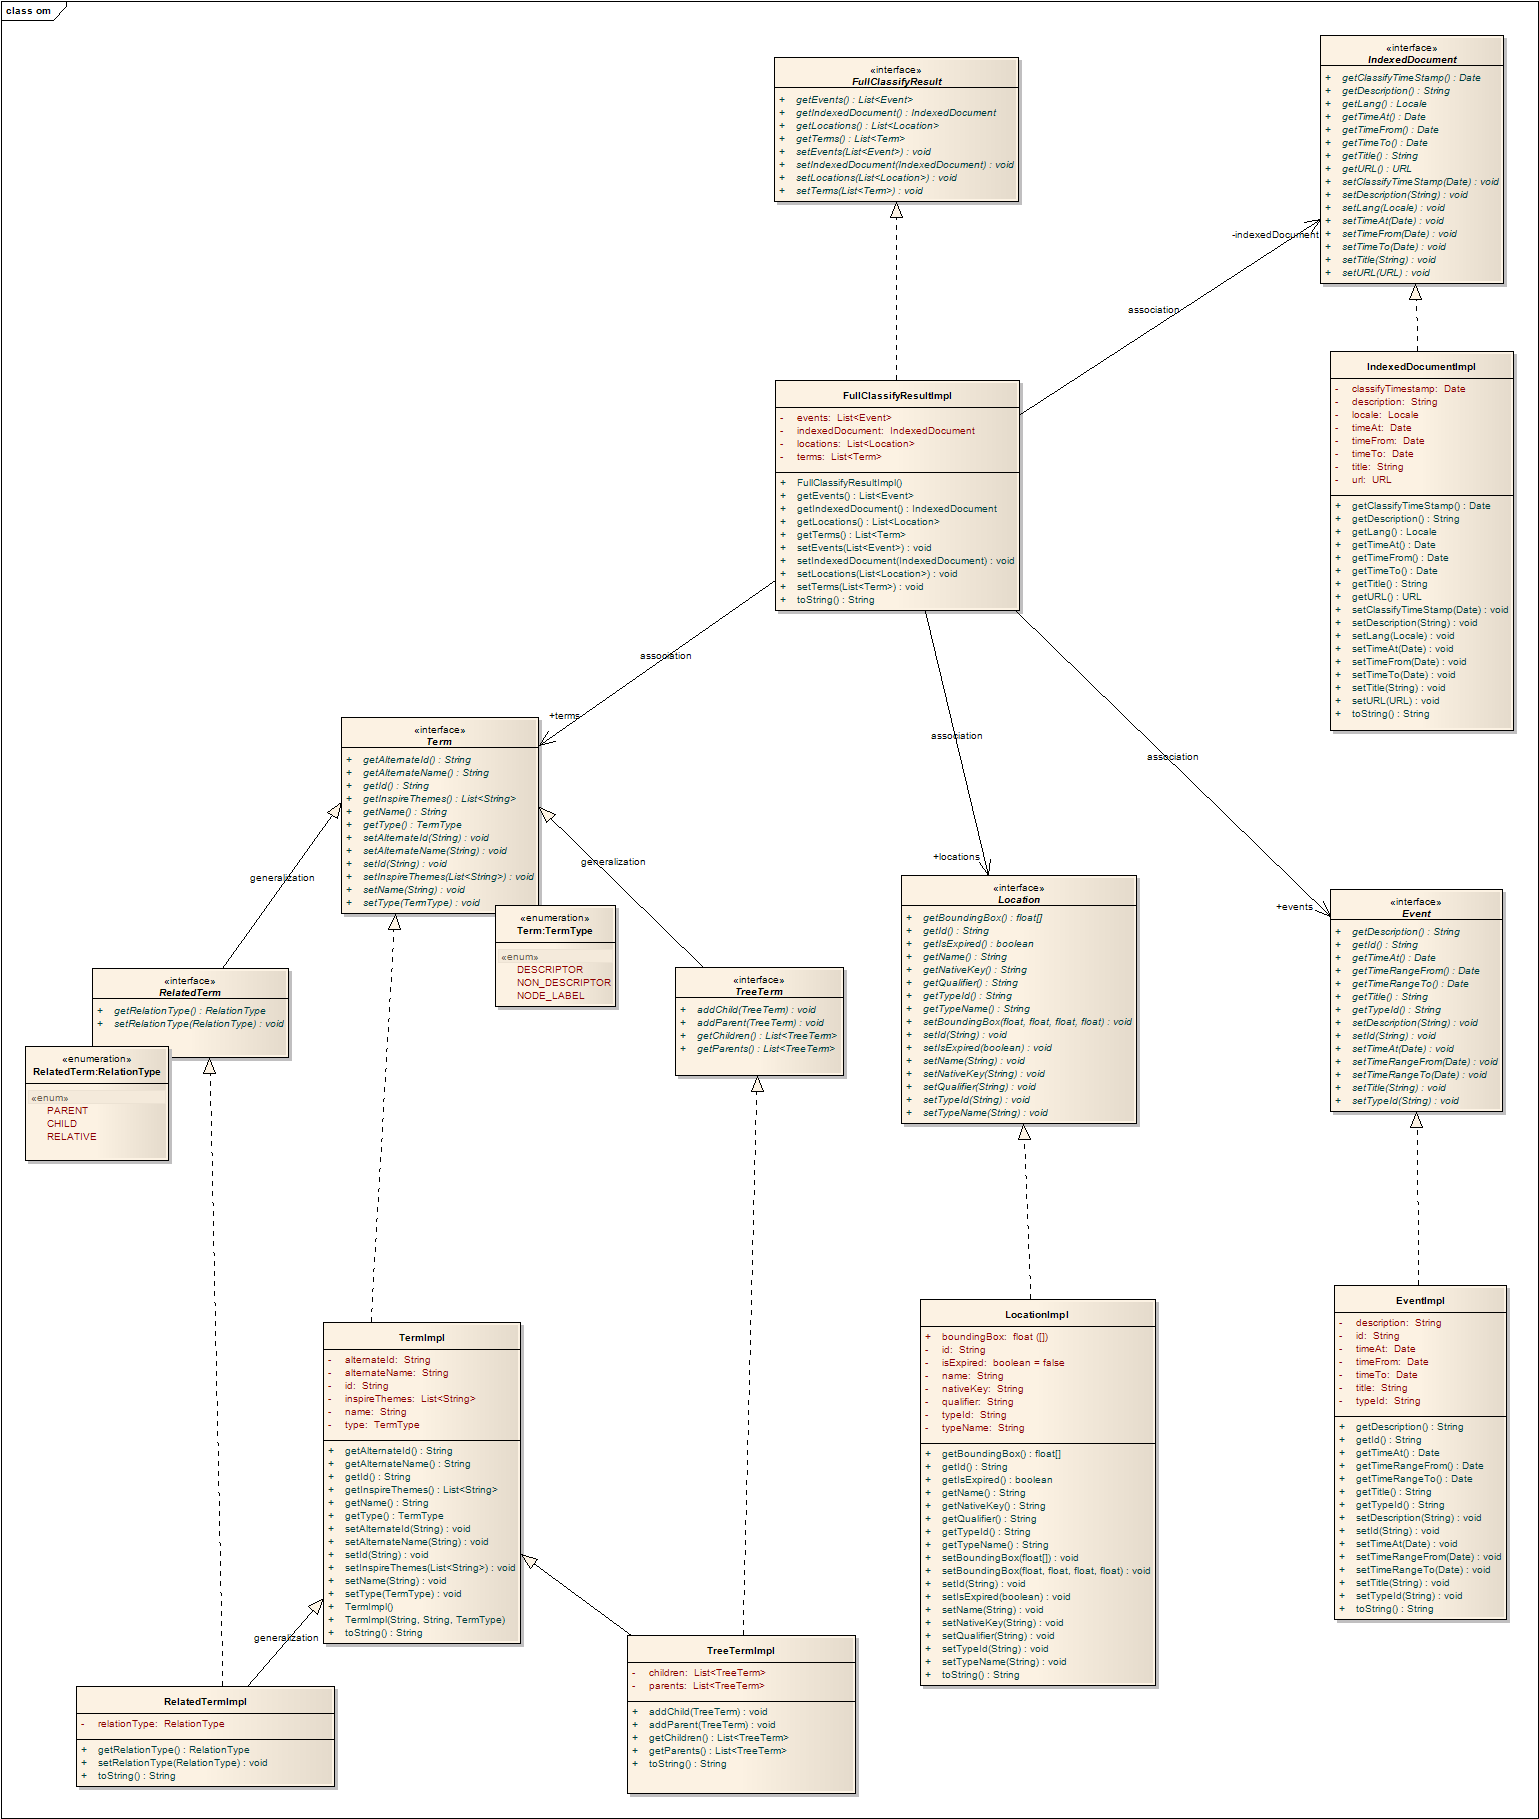 class om
«interface»
FullClassifyResult
+ getEvents() : List<Event>
+ getIndexedDocument() : IndexedDocument
+ getLocations() : List<Location>
+ getTerms() : List<Term>
+ setEvents(List<Event>) : void
+ setIndexedDocument(IndexedDocument) : void
+ setLocations(List<Location>) : void
+ setTerms(List<Term>) : void
«interface»
IndexedDocument
+ getClassifyTimeStamp() : Date
+ getDescription() : String
+ getLang() : Locale
+ getTimeAt() : Date
+ getTimeFrom() : Date
+ getTimeTo() : Date
+ getTitle() : String
+ getURL() : URL
+ setClassifyTimeStamp(Date) : void
+ setDescription(String) : void
+ setLang(Locale) : void
+ setTimeAt(Date) : void
+ setTimeFrom(Date) : void
+ setTimeTo(Date) : void
+ setTitle(String) : void
+ setURL(URL) : void
-indexedDocument
association
FullClassifyResultImpl
- events: List<Event>
- indexedDocument: IndexedDocument
- locations: List<Location>
- terms: List<Term>
+ FullClassifyResultImpl()
+ getEvents() : List<Event>
+ getIndexedDocument() : IndexedDocument
+ getLocations() : List<Location>
+ getTerms() : List<Term>
+ setEvents(List<Event>) : void
+ setIndexedDocument(IndexedDocument) : void
+ setLocations(List<Location>) : void
+ setTerms(List<Term>) : void
+ toString() : String
IndexedDocumentImpl
- classifyTimestamp: Date
- description: String
- locale: Locale
- timeAt: Date
- timeFrom: Date
- timeTo: Date
- title: String
- url: URL
+ getClassifyTimeStamp() : Date
+ getDescription() : String
+ getLang() : Locale
+ getTimeAt() : Date
+ getTimeFrom() : Date
+ getTimeTo() : Date
+ getTitle() : String
+ getURL() : URL
+ setClassifyTimeStamp(Date) : void
+ setDescription(String) : void
+ setLang(Locale) : void
+ setTimeAt(Date) : void
+ setTimeFrom(Date) : void
+ setTimeTo(Date) : void
+ setTitle(String) : void
+ setURL(URL) : void
+ toString() : String
association
+terms
association
+locations
association
+events
«interface»
Term
+ getAlternateId() : String
+ getAlternateName() : String
+ getId() : String
+ getInspireThemes() : List<String>
+ getName() : String
+ getType() : TermType
+ setAlternateId(String) : void
+ setAlternateName(String) : void
+ setId(String) : void
+ setInspireThemes(List<String>) : void
+ setName(String) : void
+ setType(TermType) : void
generalization
generalization
«enumeration»
Term:TermType
«enum»
DESCRIPTOR
NON_DESCRIPTOR
NODE_LABEL
«interface»
RelatedTerm
+ getRelationType() : RelationType
+ setRelationType(RelationType) : void
«enumeration»
RelatedTerm:RelationType
«enum»
PARENT
CHILD
RELATIVE
«interface»
TreeTerm
+ addChild(TreeTerm) : void
+ addParent(TreeTerm) : void
+ getChildren() : List<TreeTerm>
+ getParents() : List<TreeTerm>
«interface»
Location
+ getBoundingBox() : float[]
+ getId() : String
+ getIsExpired() : boolean
+ getName() : String
+ getNativeKey() : String
+ getQualifier() : String
+ getTypeId() : String
+ getTypeName() : String
+ setBoundingBox(float, float, float, float) : void
+ setId(String) : void
+ setIsExpired(boolean) : void
+ setName(String) : void
+ setNativeKey(String) : void
+ setQualifier(String) : void
+ setTypeId(String) : void
+ setTypeName(String) : void
«interface»
Event
+ getDescription() : String
+ getId() : String
+ getTimeAt() : Date
+ getTimeRangeFrom() : Date
+ getTimeRangeTo() : Date
+ getTitle() : String
+ getTypeId() : String
+ setDescription(String) : void
+ setId(String) : void
+ setTimeAt(Date) : void
+ setTimeRangeFrom(Date) : void
+ setTimeRangeTo(Date) : void
+ setTitle(String) : void
+ setTypeId(String) : void
TermImpl
- alternateId: String
- alternateName: String
- id: String
- inspireThemes: List<String>
- name: String
- type: TermType
+ getAlternateId() : String
+ getAlternateName() : String
+ getId() : String
+ getInspireThemes() : List<String>
+ getName() : String
+ getType() : TermType
+ setAlternateId(String) : void
+ setAlternateName(String) : void
+ setId(String) : void
+ setInspireThemes(List<String>) : void
+ setName(String) : void
+ setType(TermType) : void
+ TermImpl()
+ TermImpl(String, String, TermType)
+ toString() : String
generalization
LocationImpl
+ boundingBox: float ([])
- id: String
- isExpired: boolean = false
- name: String
- nativeKey: String
- qualifier: String
- typeId: String
- typeName: String
+ getBoundingBox() : float[]
+ getId() : String
+ getIsExpired() : boolean
+ getName() : String
+ getNativeKey() : String
+ getQualifier() : String
+ getTypeId() : String
+ getTypeName() : String
+ setBoundingBox(float[]) : void
+ setBoundingBox(float, float, float, float) : void
+ setId(String) : void
+ setIsExpired(boolean) : void
+ setName(String) : void
+ setNativeKey(String) : void
+ setQualifier(String) : void
+ setTypeId(String) : void
+ setTypeName(String) : void
+ toString() : String
EventImpl
- description: String
- id: String
- timeAt: Date
- timeFrom: Date
- timeTo: Date
- title: String
- typeId: String
+ getDescription() : String
+ getId() : String
+ getTimeAt() : Date
+ getTimeRangeFrom() : Date
+ getTimeRangeTo() : Date
+ getTitle() : String
+ getTypeId() : String
+ setDescription(String) : void
+ setId(String) : void
+ setTimeAt(Date) : void
+ setTimeRangeFrom(Date) : void
+ setTimeRangeTo(Date) : void
+ setTitle(String) : void
+ setTypeId(String) : void
+ toString() : String
RelatedTermImpl
- relationType: RelationType
+ getRelationType() : RelationType
+ setRelationType(RelationType) : void
+ toString() : String
TreeTermImpl
- children: List<TreeTerm>
- parents: List<TreeTerm>
+ addChild(TreeTerm) : void
+ addParent(TreeTerm) : void
+ getChildren() : List<TreeTerm>
+ getParents() : List<TreeTerm>
+ toString() : String